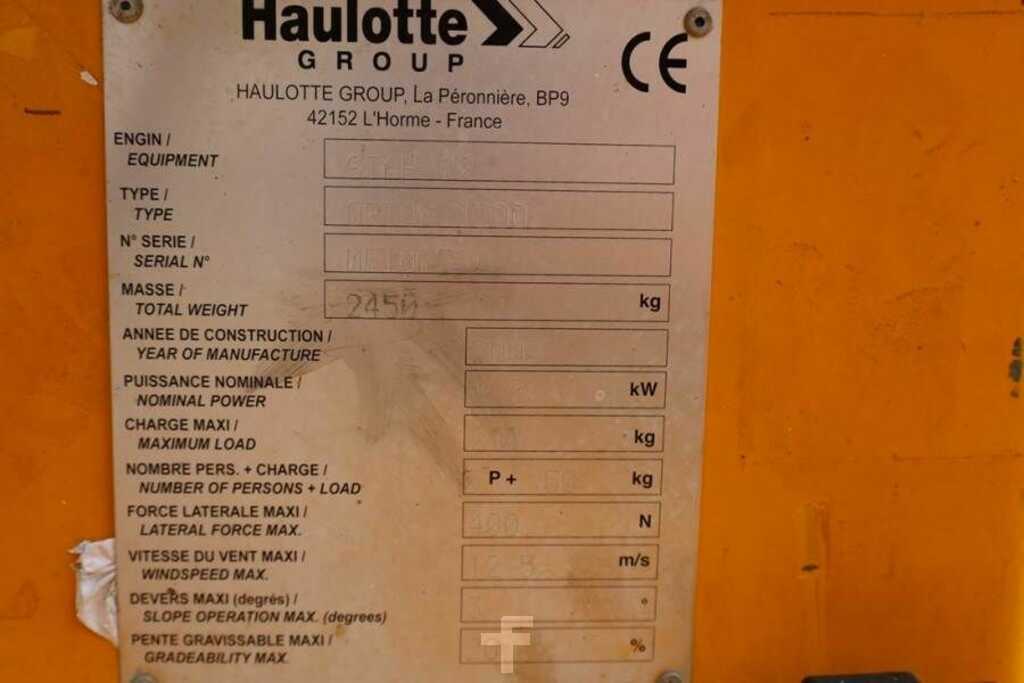 Haulotte
GROUP
CE
HAULOTTE GROUP, La Péronnière, BP9
42152 L'Horme - France
ENGIN /
EQUIPMENT
TYPE /
TYPE
N° SERIE /
SERIAL N°
MASSE /
TOTAL WEIGHT
2450 kg
ANNEE DE CONSTRUCTION /
YEAR OF MANUFACTURE
PUISSANCE NOMINALE /
NOMINAL POWER
kW
CHARGE MAXI /
MAXIMUM LOAD
kg
NOMBRE PERS. + CHARGE /
NUMBER OF PERSONS + LOAD
P + kg
FORCE LATERALE MAXI /
LATERAL FORCE MAX.
400 N
VITESSE DU VENT MAXI /
WINDSPEED MAX.
12.5 m/s
DEVERS MAXI (degrés) /
SLOPE OPERATION MAX. (degrees)
°
PENTE GRAVISSABLE MAXI /
GRADEABILITY MAX.
%